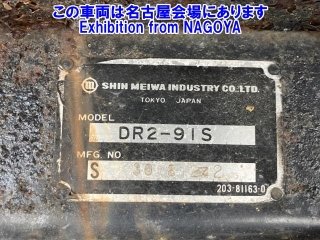 この車両は名古屋会場にあります
Exhibition from NAGOYA
SHIN MEIWA INDUSTRY CO.LTD.
TOKYO JAPAN
MODEL
DR2-91S
MFG. NO.
S
203-81163-0